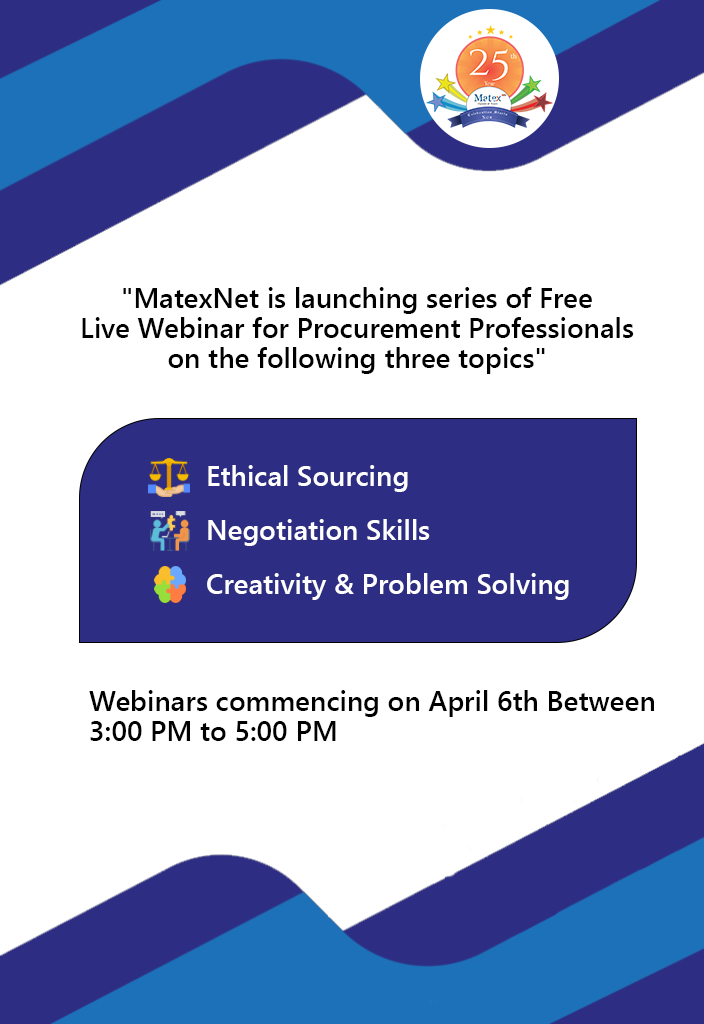 25th
Year
Matex
"MatexNet is launching series of Free
Live Webinar for Procurement Professionals
on the following three topics"
Ethical Sourcing
Negotiation Skills
Creativity & Problem Solving
Webinars commencing on April 6th Between
3:00 PM to 5:00 PM